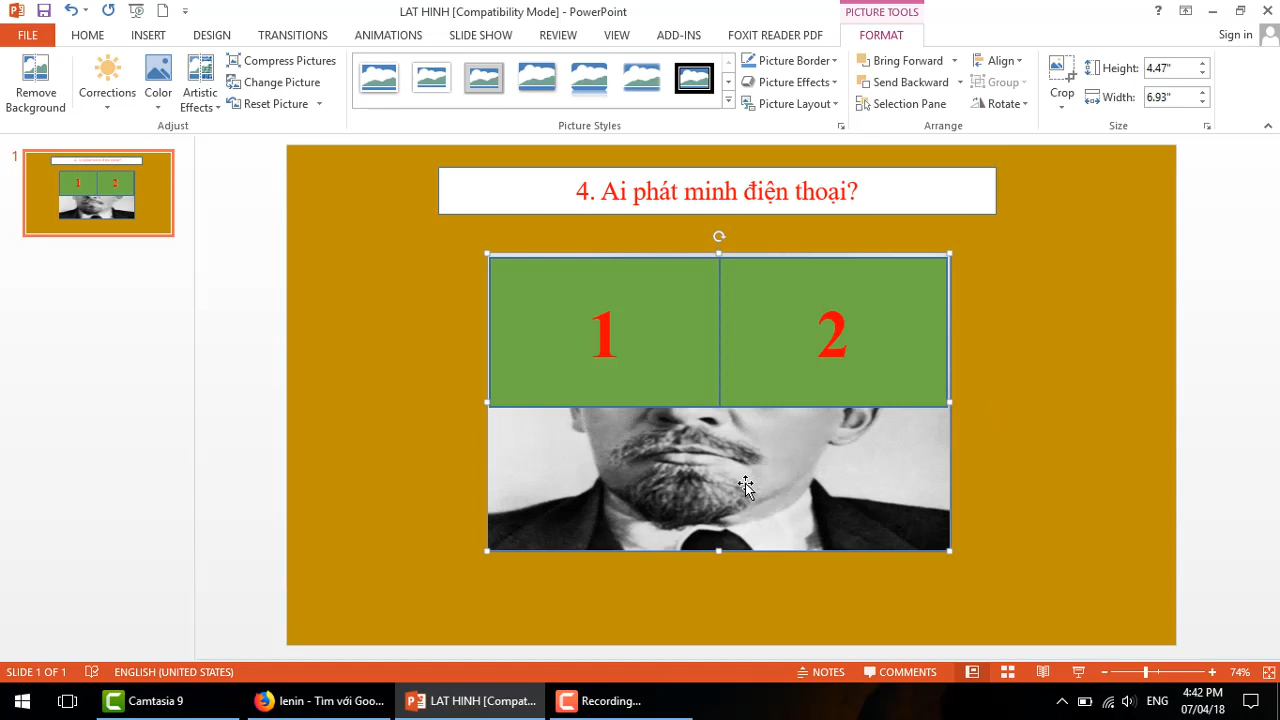 LAT HINH [Compatibility Mode] - PowerPoint
PICTURE TOOLS
?
FILE HOME INSERT DESIGN TRANSITIONS ANIMATIONS SLIDE SHOW REVIEW VIEW ADD-INS FOXIT READER PDF FORMAT Sign in
Remove Background
Corrections
Color
Artistic Effects
Compress Pictures
Change Picture
Reset Picture
Adjust
Picture Styles
Picture Border
Picture Effects
Picture Layout
Bring Forward
Send Backward
Selection Pane
Align
Group
Rotate
Arrange
Crop
Height: 4.47"
Width: 6.93"
Size
1
1 2
4. Ai phát minh điện thoại?
1 2
SLIDE 1 OF 1 ENGLISH (UNITED STATES) NOTES COMMENTS 74%
Camtasia 9 lenin - Tìm với Goo... LAT HINH [Compat... Recording... ENG 4:42 PM
07/04/18